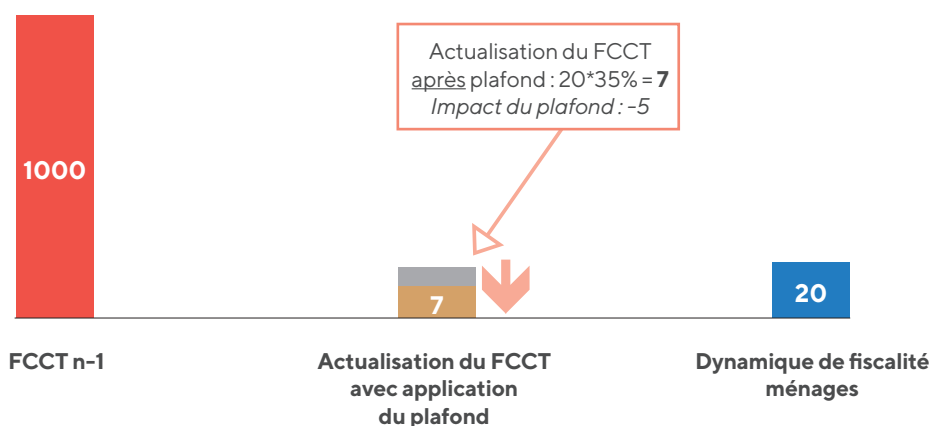 Actualisation du FCCT
après plafond : 20*35% = 7
Impact du plafond : -5
1000
7
20
FCCT n-1
Actualisation du FCCT
avec application
du plafond
Dynamique de fiscalité
ménages